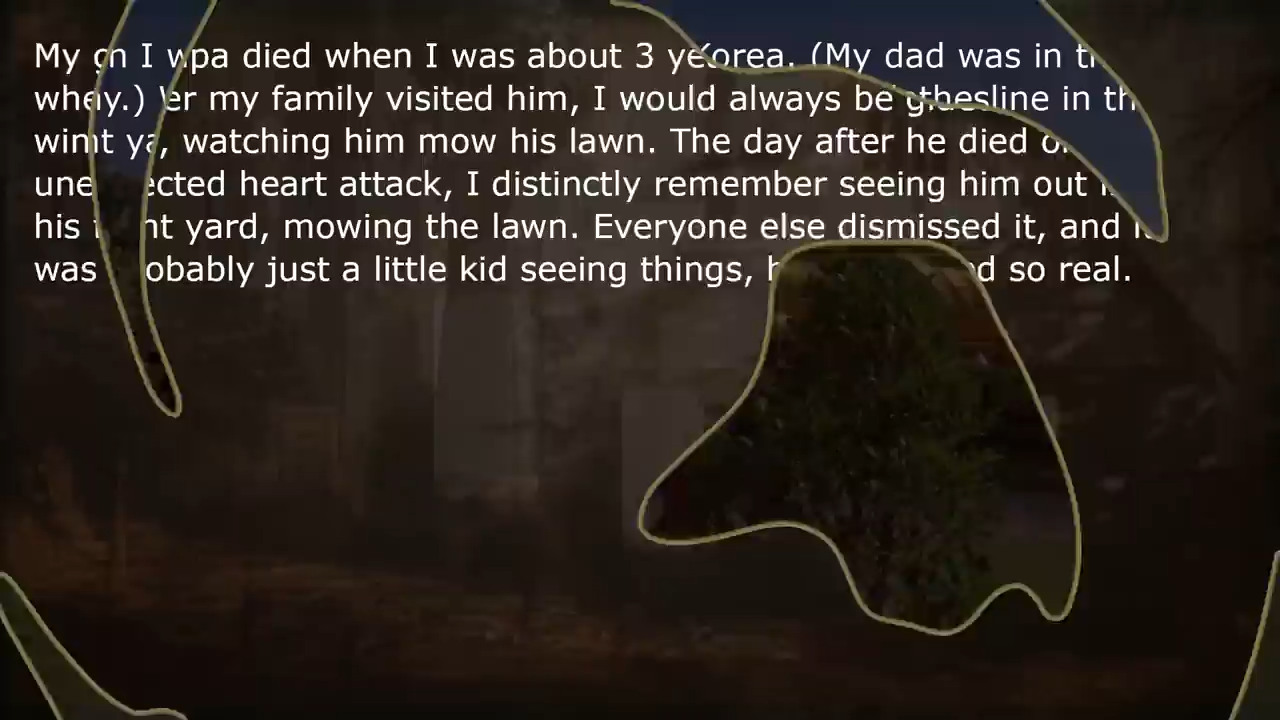 My I died when I was about 3 (My dad was in
my family visited him, I would always be in
watching him mow his lawn. The day after he died
heart attack, I distinctly remember seeing him out
his yard, mowing the lawn. Everyone else dismissed it, and
was just a little kid seeing things, so real.